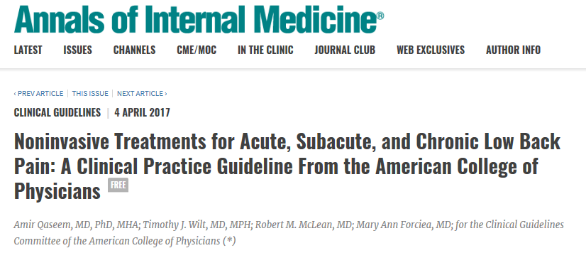 Annals of Internal Medicine®
LATEST ISSUES CHANNELS CME/MOC IN THE CLINIC JOURNAL CLUB WEB EXCLUSIVES AUTHOR INFO
‹ PREV ARTICLE | THIS ISSUE | NEXT ARTICLE ›
CLINICAL GUIDELINES | 4 APRIL 2017
Noninvasive Treatments for Acute, Subacute, and Chronic Low Back
Pain: A Clinical Practice Guideline From the American College of
Physicians FREE
Amir Qaseem, MD, PhD, MHA; Timothy J. Wilt, MD, MPH; Robert M. McLean, MD; Mary Ann Forciea, MD; for the Clinical Guidelines
Committee of the American College of Physicians (*)